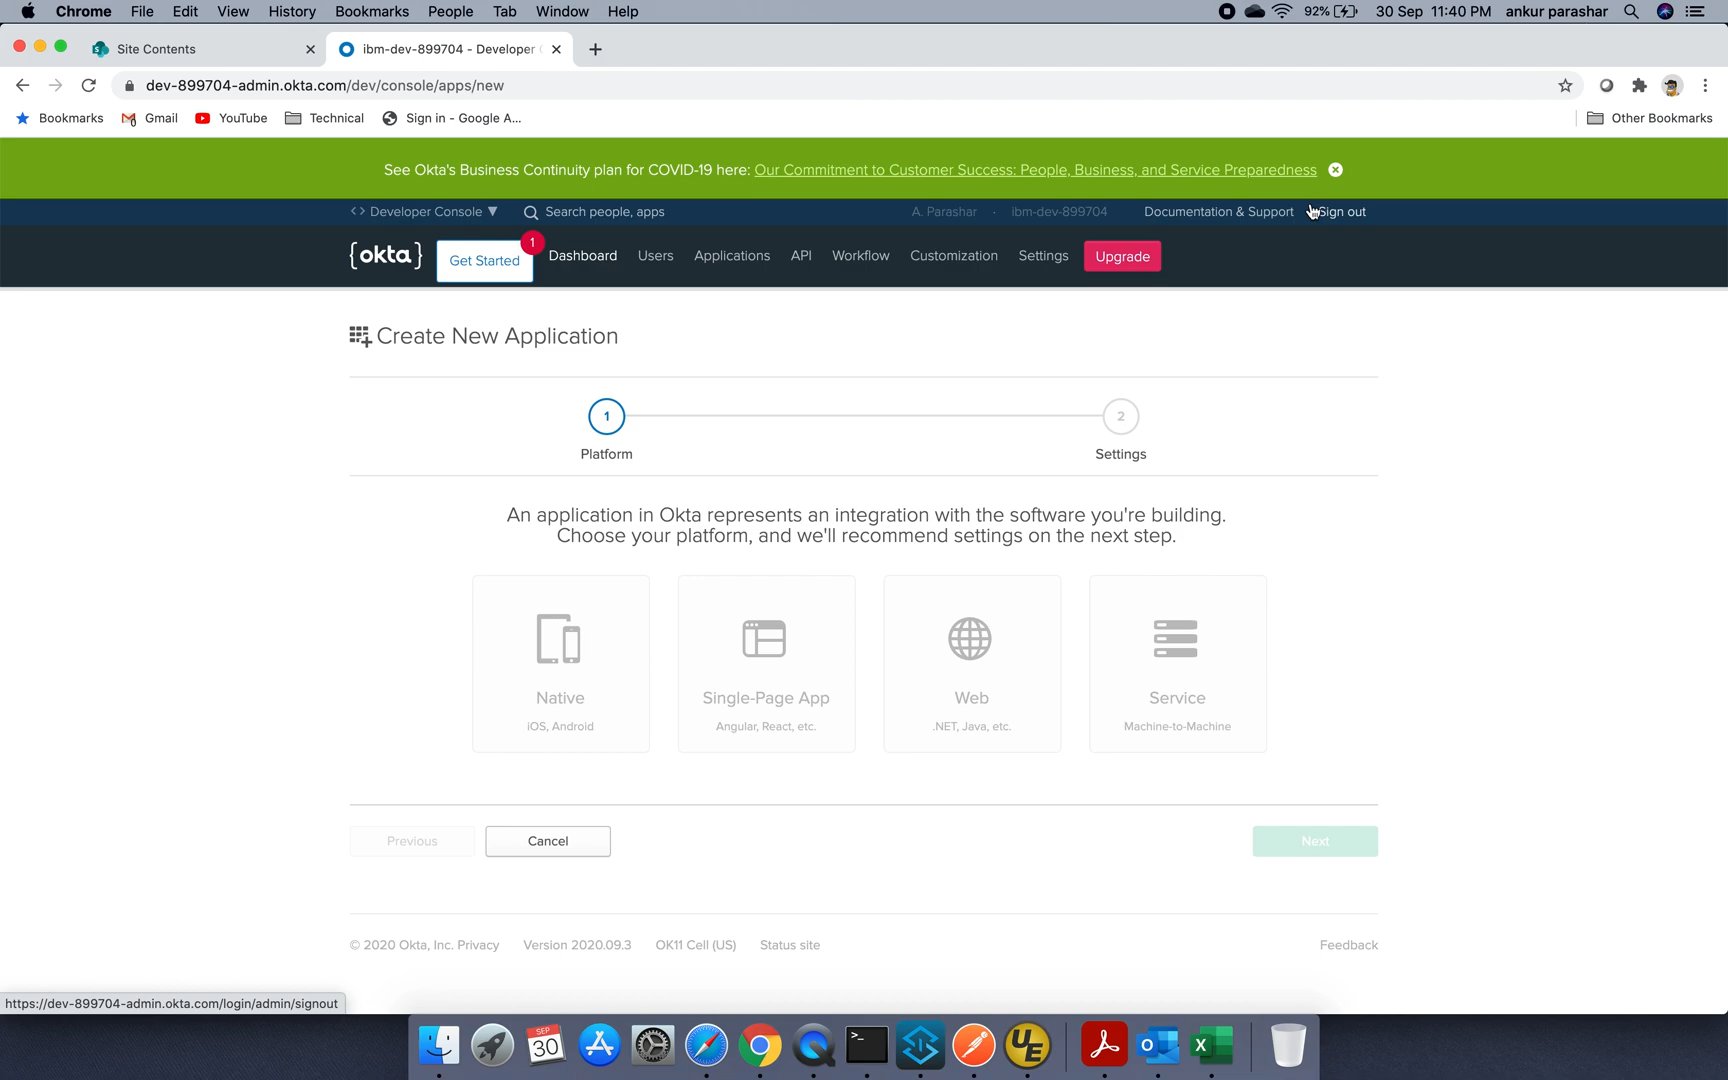 Chrome File Edit View History Bookmarks People Tab Window Help
92% 30 Sep 11:40 PM ankur parashar
Site Contents
ibm-dev-899704 - Developer
dev-899704-admin.okta.com/dev/console/apps/new
Bookmarks Gmail YouTube Technical Sign in - Google A... Other Bookmarks
See Okta's Business Continuity plan for COVID-19 here: Our Commitment to Customer Success: People, Business, and Service Preparedness
<> Developer Console ▼ Search people, apps A. Parashar · ibm-dev-899704 Documentation & Support Sign out
{okta} Get Started 1 Dashboard Users Applications API Workflow Customization Settings Upgrade
Create New Application
1 2
Platform Settings
An application in Okta represents an integration with the software you're building.
Choose your platform, and we'll recommend settings on the next step.
Native Single-Page App Web Service
iOS, Android Angular, React, etc. .NET, Java, etc. Machine-to-Machine
Previous Cancel Next
© 2020 Okta, Inc. Privacy Version 2020.09.3 OK11 Cell (US) Status site Feedback
https://dev-899704-admin.okta.com/login/admin/signout
SEP
30
>_
UE
O
X